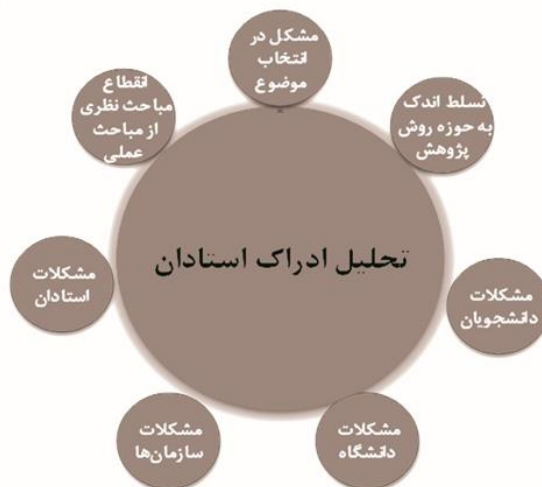 مشکل در
انتخاب
موضوع
تسلط اندک
به حوزه روش
پژوهش
انقطاع
مباحث نظری
از مباحث
عملی
تحلیل ادراک استادان
مشکلات
دانشجویان
مشکلات
استادان
مشکلات
دانشگاه
مشکلات
سازمان‌ها